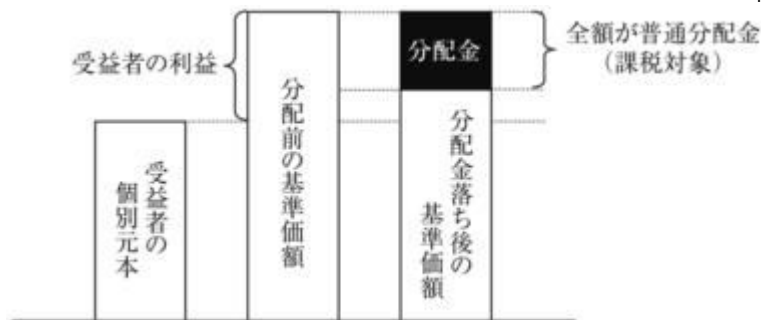 受益者の利益
分配前の基準価額
分配金
全額が普通分配金
（課税対象）
受益者の
個別元本
分配金落ち後の
基準価額